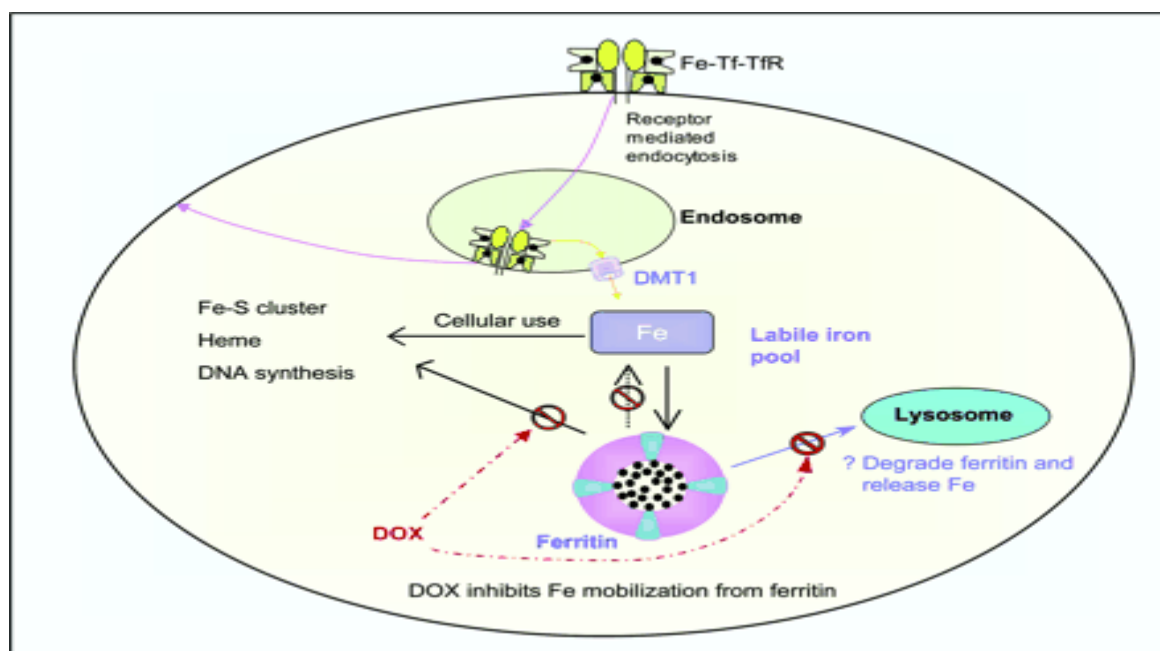 Fe-Tf-TfR
Receptor
mediated
endocytosis
Endosome
DMT1
Fe-S cluster
Heme
DNA synthesis
Cellular use
Fe
Labile iron
pool
Lysosome
? Degrade ferritin and
release Fe
DOX
Ferritin
DOX inhibits Fe mobilization from ferritin